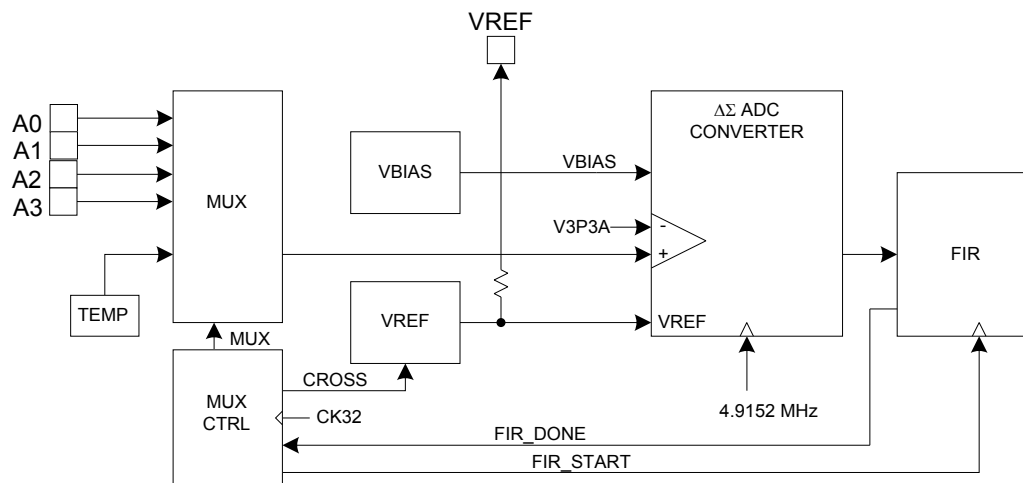 VREF
A0
A1
A2
A3
MUX
TEMP
VBIAS
VBIAS
V3P3A
-
+
ΔΣ ADC
CONVERTER
FIR
VREF
VREF
MUX
CROSS
MUX
CTRL
CK32
4.9152 MHz
FIR_DONE
FIR_START